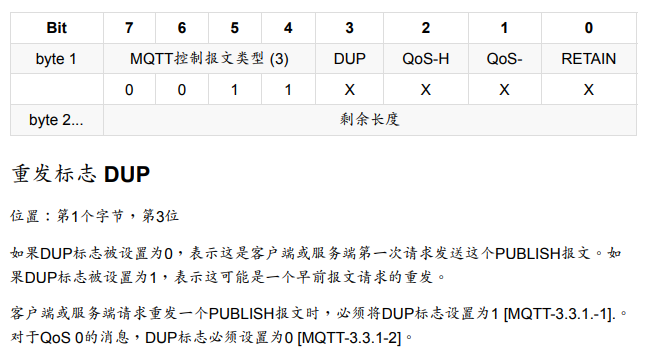 Bit 7 6 5 4 3 2 1 0
byte 1 MQTT控制报文类型 (3) DUP QoS-H QoS- RETAIN
0 0 1 1 X X X X
byte 2... 剩余长度
重发标志 DUP
位置：第1个字节，第3位
如果DUP标志被设置为0，表示这是客户端或服务端第一次请求发送这个PUBLISH报文。如
果DUP标志被设置为1，表示这可能是一个早前报文请求的重发。
客户端或服务端请求重发一个PUBLISH报文时，必须将DUP标志设置为1 [MQTT-3.3.1.-1].。
对于QoS 0的消息，DUP标志必须设置为0 [MQTT-3.3.1-2]。